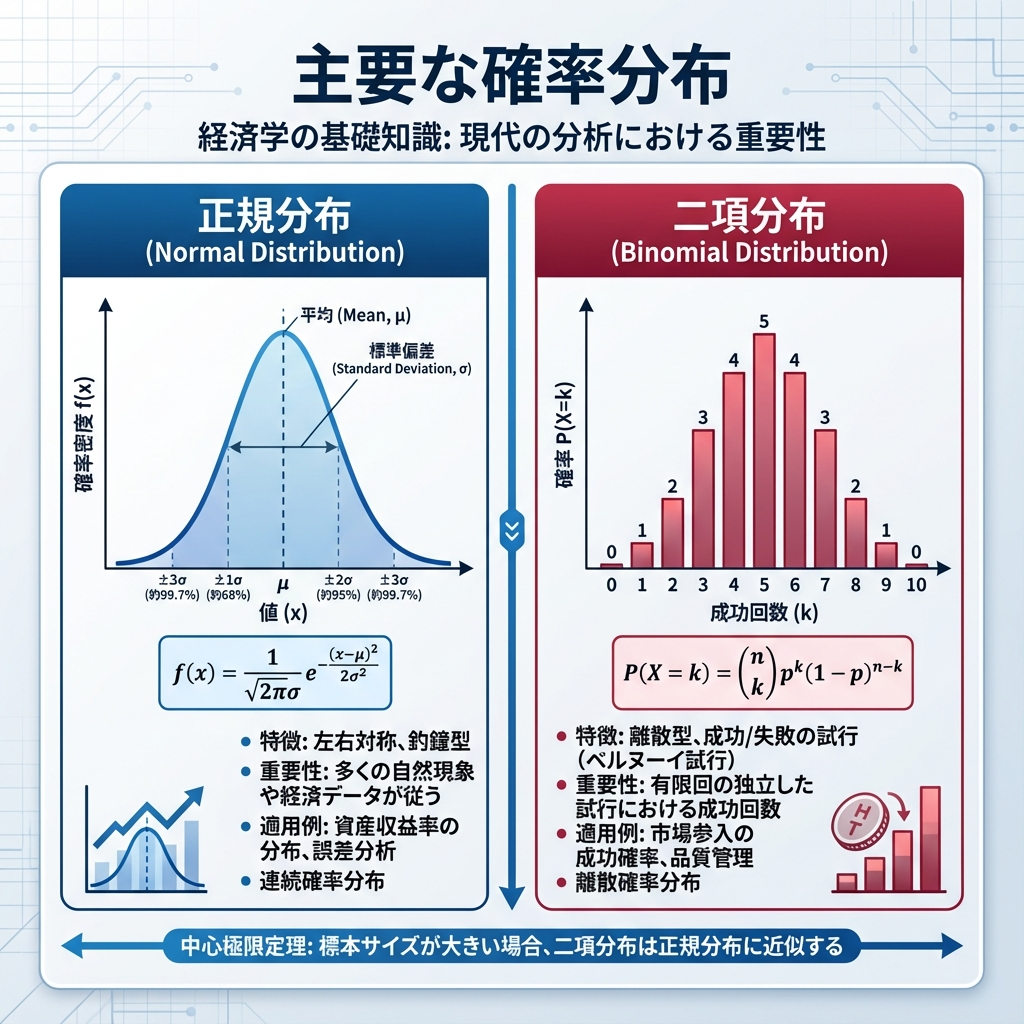 主要な確率分布
経済学の基礎知識: 現代の分析における重要性
正規分布
(Normal Distribution)
平均 (Mean, μ)
標準偏差
(Standard Deviation, σ)
確率密度 f(x)
±3σ
(約99.7%)
±1σ
(約68%)
μ
±2σ
(約95%)
±3σ
(約99.7%)
値 (x)
f(x) = 1/(√2πσ) e^{-(x−μ)²/2σ²}
• 特徴: 左右対称、釣鐘型
• 重要性: 多くの自然現象
や経済データが従う
• 適用例: 資産収益率の
分布、誤差分析
• 連続確率分布
二項分布
(Binomial Distribution)
確率 P(X=k)
0 1 2 3 4 5 4 3 2 1 0
0 1 2 3 4 5 6 7 8 9 10
成功回数 (k)
P(X = k) = (n k) pᵏ(1 − p)ⁿ⁻ᵏ
• 特徴: 離散型、成功/失敗の試行
(ベルヌーイ試行)
• 重要性: 有限回の独立した
試行における成功回数
• 適用例: 市場参入の
成功確率、品質管理
• 離散確率分布
H
T
中心極限定理: 標本サイズが大きい場合、二項分布は正規分布に近似する